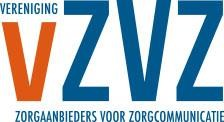 VERENIGING
VZVZ
ZORGAANBIEDERS VOOR ZORGCOMMUNICATIE